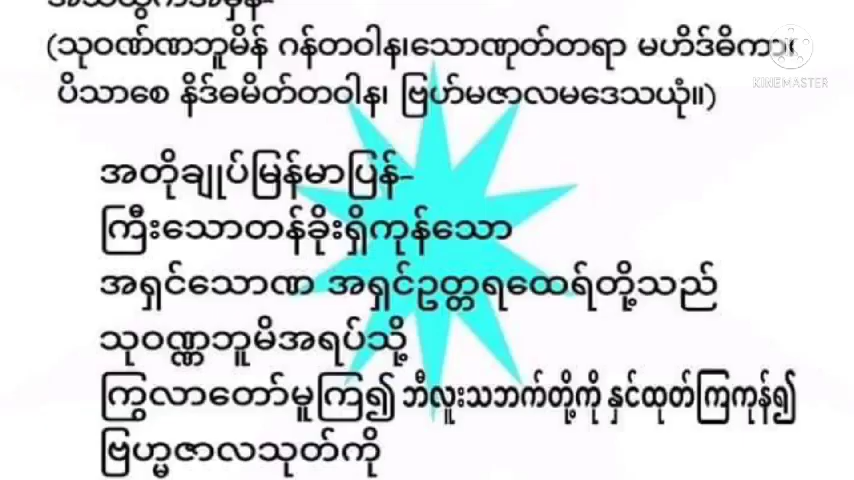 (သုဝဏ်ဏဘူမိန် ဂန်တဝါန၊သောဏုတ်တရာ မဟိဒ်ဓိကာ၊
ပိသာစေ နိဒ်ဓမိတ်တဝါန၊ ဗြဟ်မဇာလမဒေသယုံ။)
KINEMASTER
အတိုချုပ်မြန်မာပြန်-
ကြီးသောတန်ခိုးရှိကုန်သော
အရှင်သောဏ အရှင်ဥတ္တရထေရ်တို့သည်
သုဝဏ္ဏဘူမိအရပ်သို့
ကြွလာတော်မူကြ၍ ဘီလူးသဘက်တို့ကို နှင်ထုတ်ကြကုန်၍
ဗြဟ္မဇာလသုတ်ကို